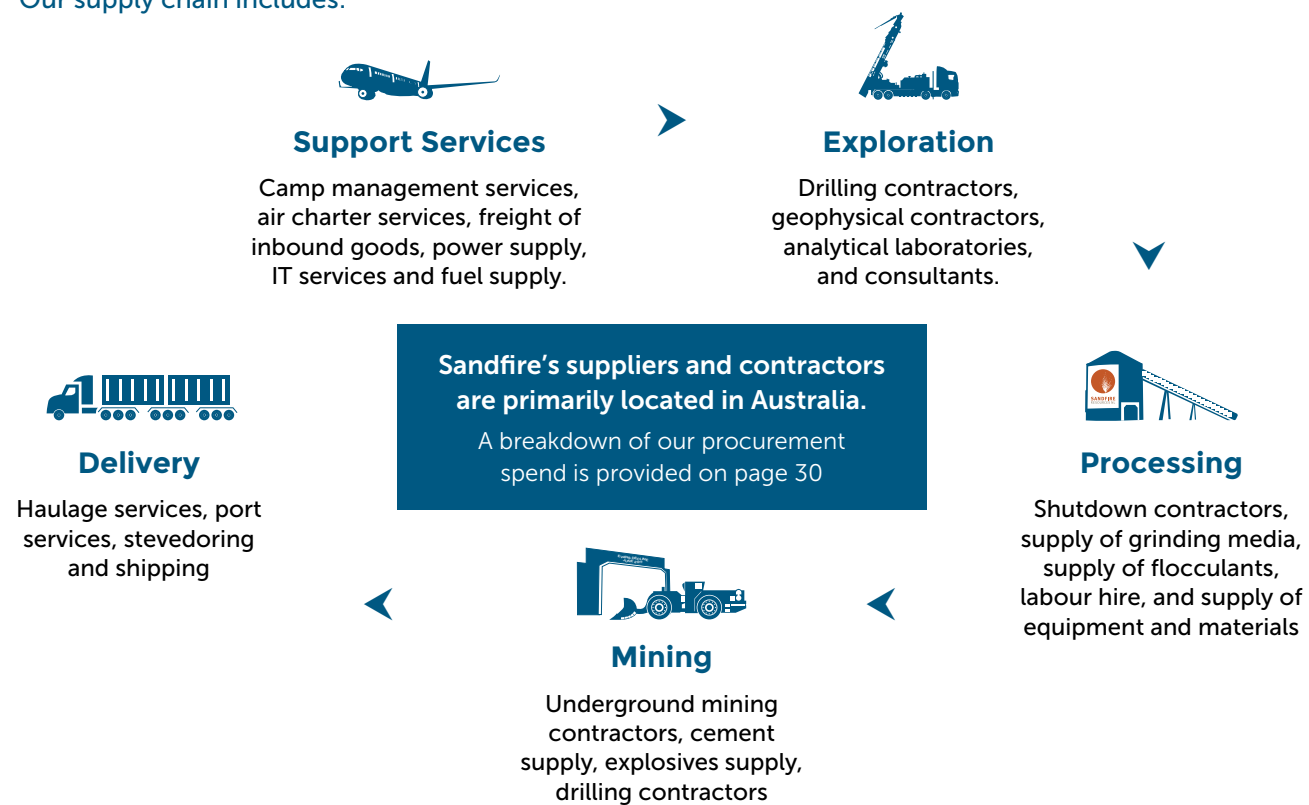 Our supply chain includes:
Support Services
Camp management services,
air charter services, freight of
inbound goods, power supply,
IT services and fuel supply.
Exploration
Drilling contractors,
geophysical contractors,
analytical laboratories,
and consultants.
Sandfire’s suppliers and contractors
are primarily located in Australia.
A breakdown of our procurement
spend is provided on page 30
SANDFIRE
Delivery
Haulage services, port
services, stevedoring
and shipping
Processing
Shutdown contractors,
supply of grinding media,
supply of flocculants,
labour hire, and supply of
equipment and materials
Mining
Underground mining
contractors, cement
supply, explosives supply,
drilling contractors